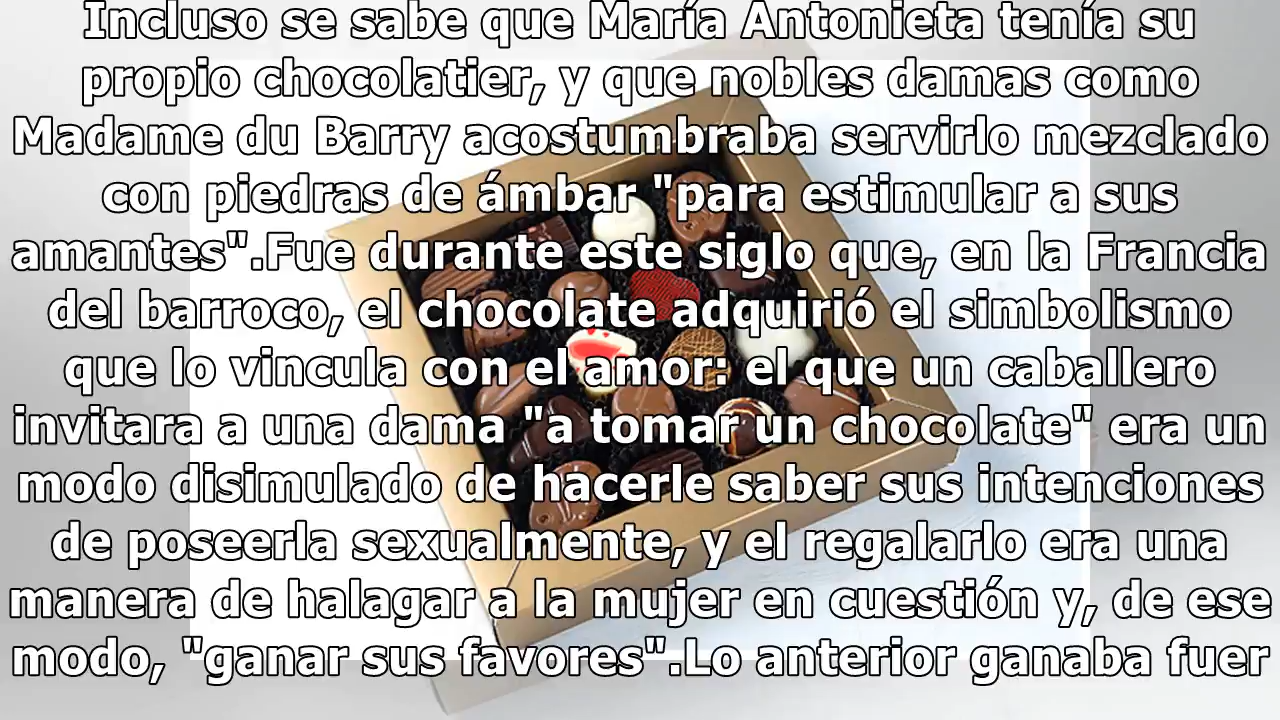 Incluso se sabe que María Antonieta tenía su
propio chocolatier, y que nobles damas como
Madame du Barry acostumbraba servirlo mezclado
con piedras de ámbar "para estimular a sus
amantes".Fue durante este siglo que, en la Francia
del barroco, el chocolate adquirió el simbolismo
que lo vincula con el amor: el que un caballero
invitara a una dama "a tomar un chocolate" era un
modo disimulado de hacerle saber sus intenciones
de poseerla sexualmente, y el regalarlo era una
manera de halagar a la mujer en cuestión y, de ese
modo, "ganar sus favores".Lo anterior ganaba fuer